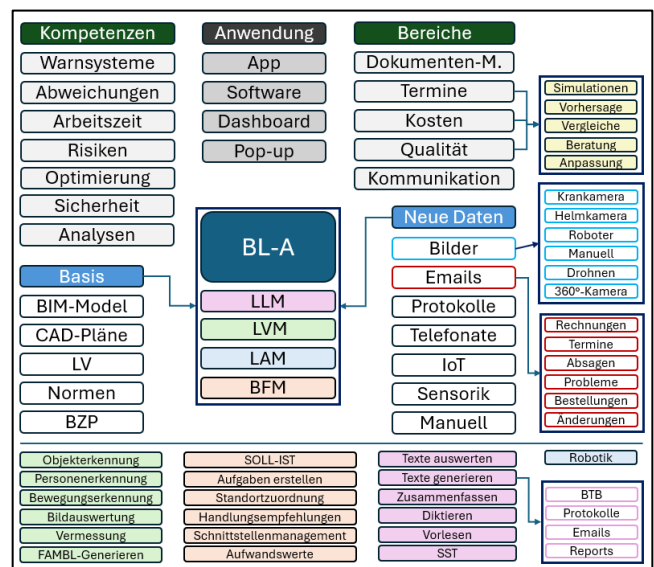 Kompetenzen
Warnsysteme
Abweichungen
Arbeitszeit
Risiken
Optimierung
Sicherheit
Analysen
Anwendung
App
Software
Dashboard
Pop-up
Bereiche
Dokumenten-M.
Termine
Kosten
Qualität
Kommunikation
Simulationen
Vorhersage
Vergleiche
Beratung
Anpassung
Basis
BIM-Model
CAD-Pläne
LV
Normen
BZP
BL-A
LLM
LVM
LAM
BFM
Neue Daten
Bilder
Emails
Protokolle
Telefonate
IoT
Sensorik
Manuell
Krankamera
Helmkamera
Roboter
Manuell
Drohnen
360°-Kamera
Rechnungen
Termine
Absagen
Probleme
Bestellungen
Änderungen
Objekterkennung
Personenerkennung
Bewegungserkennung
Bildauswertung
Vermessung
FAMBL-Generieren
SOLL-IST
Aufgaben erstellen
Standortzuordnung
Handlungsempfehlungen
Schnittstellenmanagement
Aufwandswerte
Texte auswerten
Texte generieren
Zusammenfassen
Diktieren
Vorlesen
SST
Robotik
BTB
Protokolle
Emails
Reports